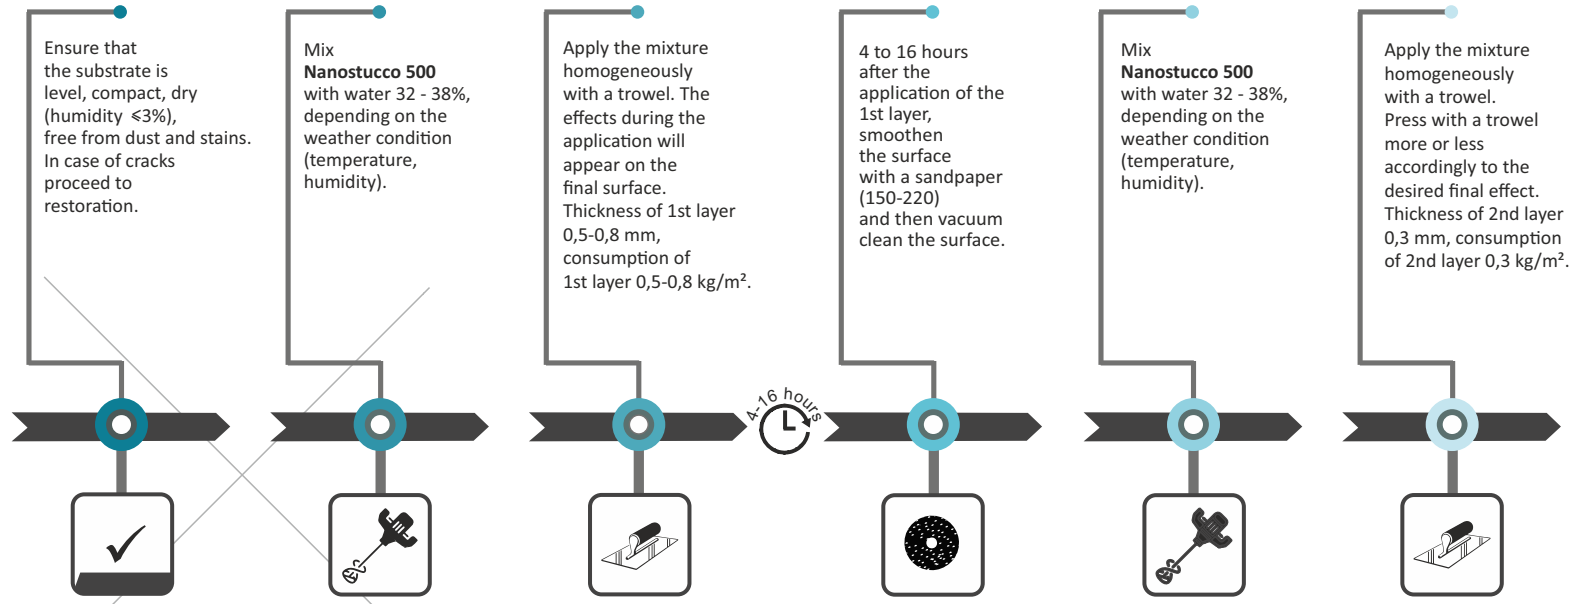 Ensure that
the substrate is
level, compact, dry
(humidity ⩽3%),
free from dust and stains.
In case of cracks
proceed to
restoration.
Mix
Nanostucco 500
with water 32 - 38%,
depending on the
weather condition
(temperature,
humidity).
Apply the mixture
homogeneously
with a trowel. The
effects during the
application will
appear on the
final surface.
Thickness of 1st layer
0,5-0,8 mm,
consumption of
1st layer 0,5-0,8 kg/m².
4-16 hours
4 to 16 hours
after the
application of the
1st layer,
smoothen
the surface
with a sandpaper
(150-220)
and then vacuum
clean the surface.
Mix
Nanostucco 500
with water 32 - 38%,
depending on the
weather condition
(temperature,
humidity).
Apply the mixture
homogeneously
with a trowel.
Press with a trowel
more or less
accordingly to the
desired final effect.
Thickness of 2nd layer
0,3 mm, consumption
of 2nd layer 0,3 kg/m².